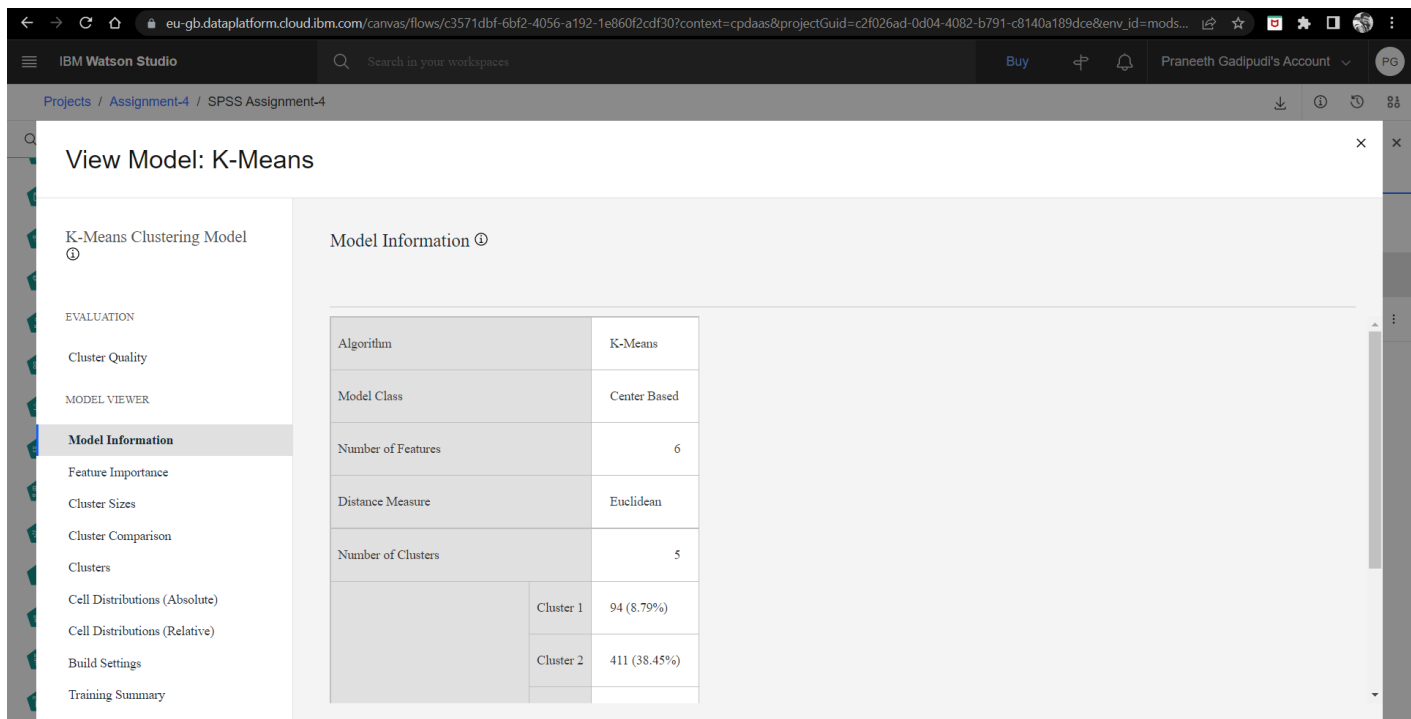 eu-gb.dataplatform.cloud.ibm.com/canvas/flows/c3571dbf-6bf2-4056-a192-1e860f2cdf30?context=cpdaas&projectGuid=c2f026ad-0d04-4082-b791-c8140a189dce&env_id=mods...
IBM Watson Studio
Search in your workspaces
Buy
Praneeth Gadipudi's Account
PG
Projects / Assignment-4 / SPSS Assignment-4
View Model: K-Means
K-Means Clustering Model
EVALUATION
Cluster Quality
MODEL VIEWER
Model Information
Feature Importance
Cluster Sizes
Cluster Comparison
Clusters
Cell Distributions (Absolute)
Cell Distributions (Relative)
Build Settings
Training Summary
Model Information
Algorithm K-Means
Model Class Center Based
Number of Features 6
Distance Measure Euclidean
Number of Clusters 5
Cluster 1 94 (8.79%)
Cluster 2 411 (38.45%)